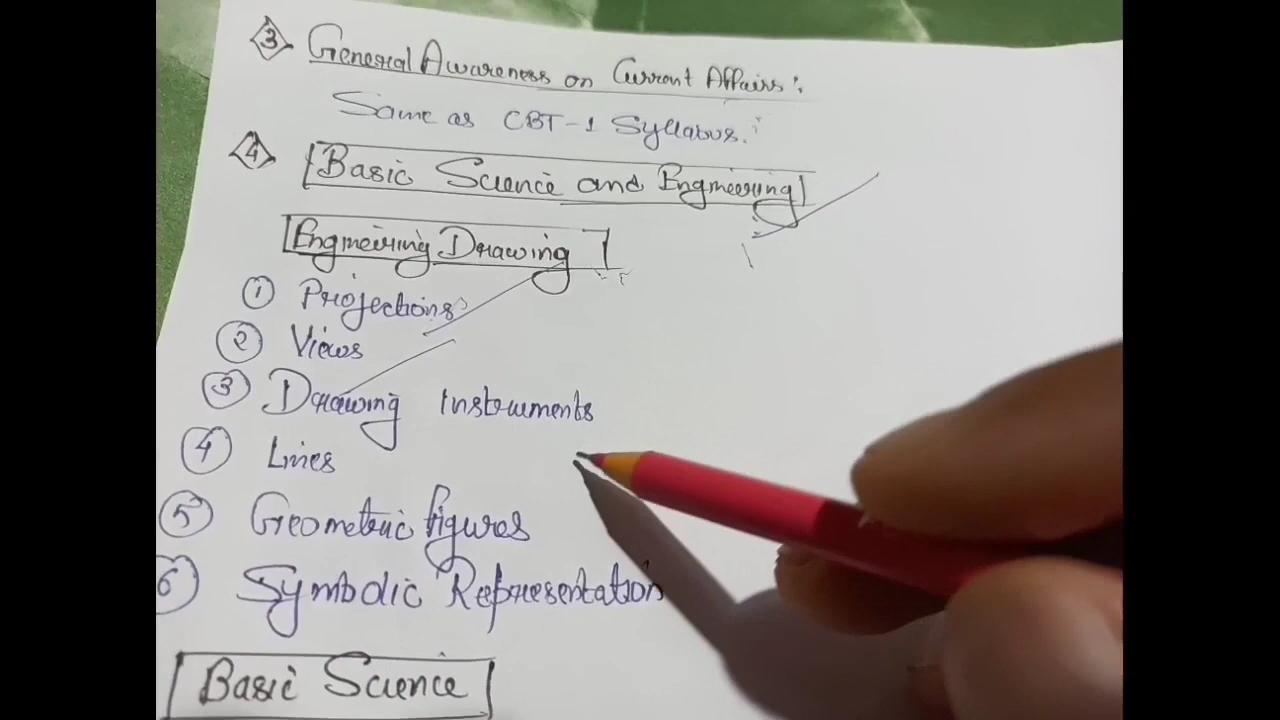 3 General Awareness on Current Affairs:
Same as CBT-1 Syllabus.
4 Basic Science and Engineering
Engineering Drawing
1 Projections
2 Views
3 Drawing Instruments
4 Lines
5 Geometric figures
6 Symbolic Representation
Basic Science